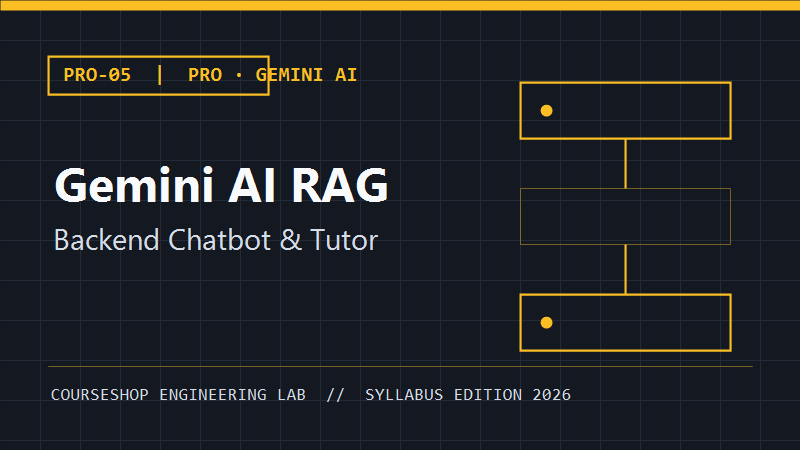 PRO-05 | PRO · GEMINI AI
Gemini AI RAG
Backend Chatbot & Tutor
COURSESHOP ENGINEERING LAB // SYLLABUS EDITION 2026